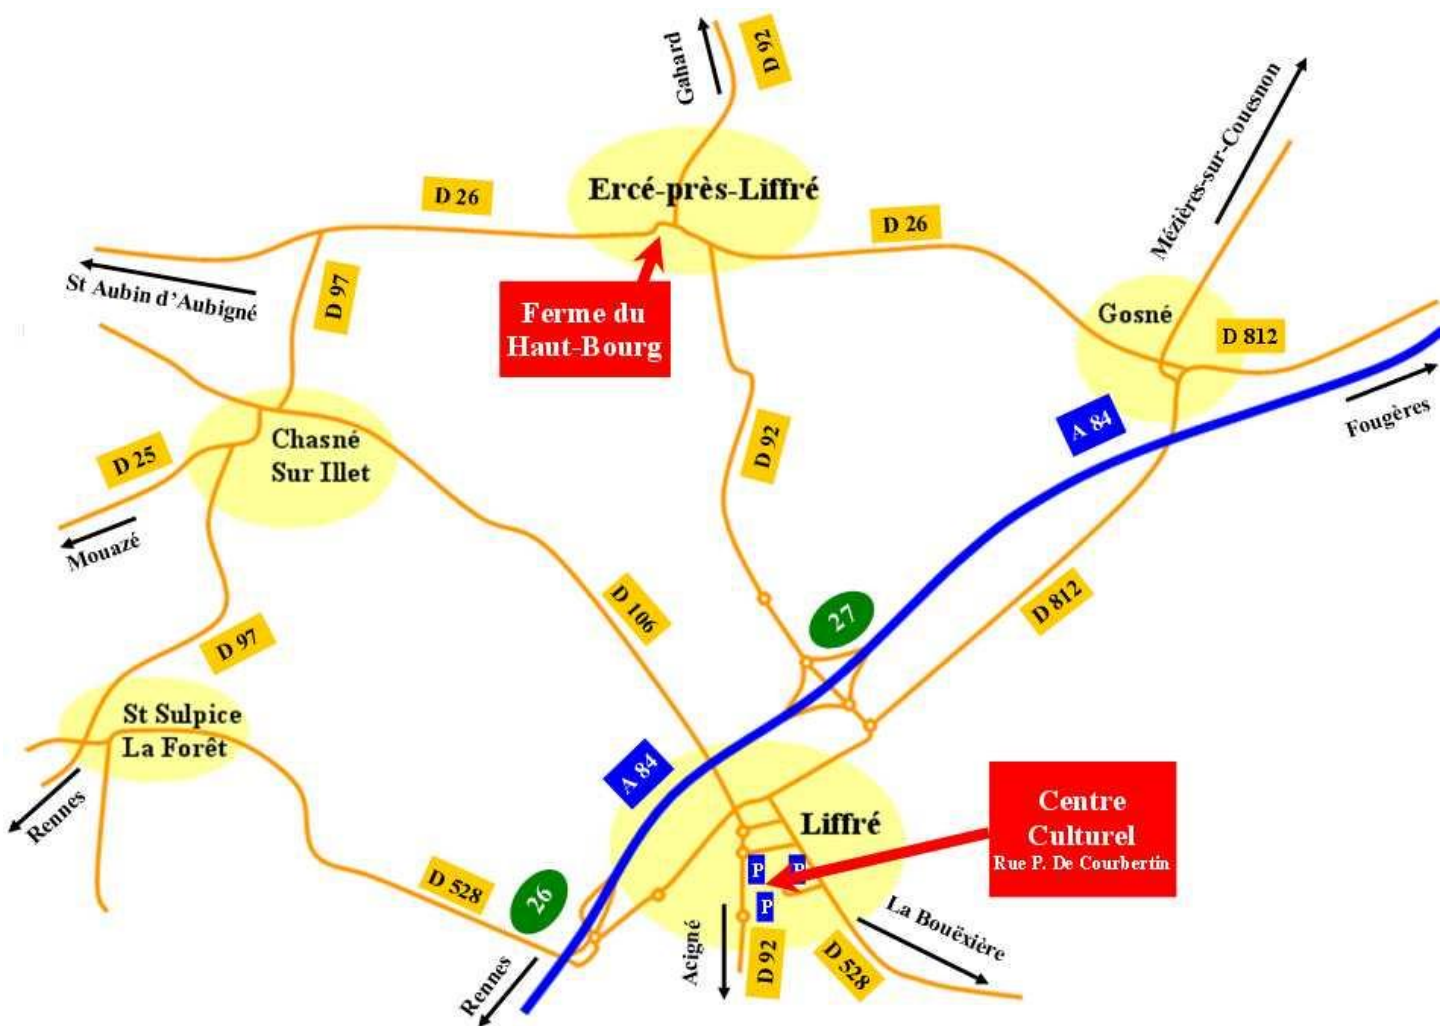 Gahard
D 92
Mézières-sur-Couesnon
D 26
Ercé-près-Liffré
D 26
St Aubin d'Aubigné
D 97
Ferme du
Haut-Bourg
Gosné
D 812
Fougères
A 84
Chasné
Sur Illet
D 25
Mouazé
D 92
D 106
27
D 812
D 97
St Sulpice
La Forêt
Rennes
A 84
Liffré
Centre
Culturel
Rue P. De Courbertin
P
P
P
D 528
26
Rennes
Acigné
D 92
D 528
La Bouëxière